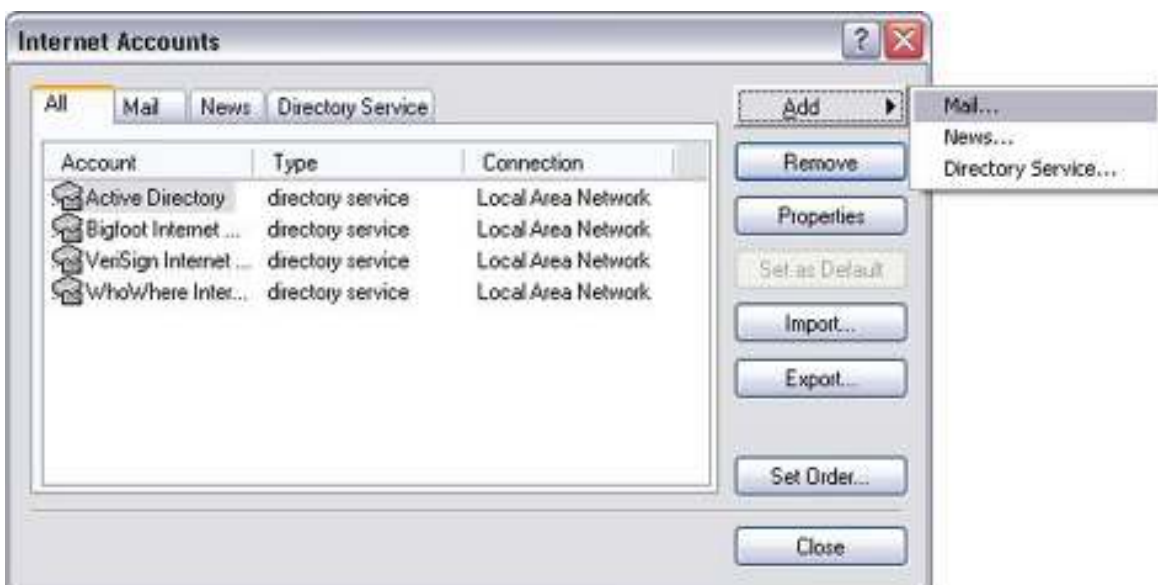 Internet Accounts
?
All Mail News Directory Service
Add
Mail...
News...
Directory Service...
Account Type Connection
Active Directory directory service Local Area Network
Bigfoot Internet ... directory service Local Area Network
VeriSign Internet ... directory service Local Area Network
WhoWhere Inter... directory service Local Area Network
Remove
Properties
Set as Default
Import...
Export...
Set Order...
Close